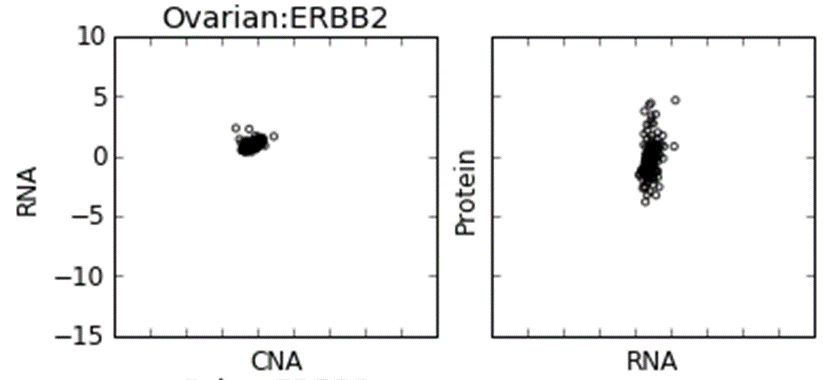 Ovarian:ERBB2
10
5
0
−5
−10
−15
RNA
CNA
Protein
RNA